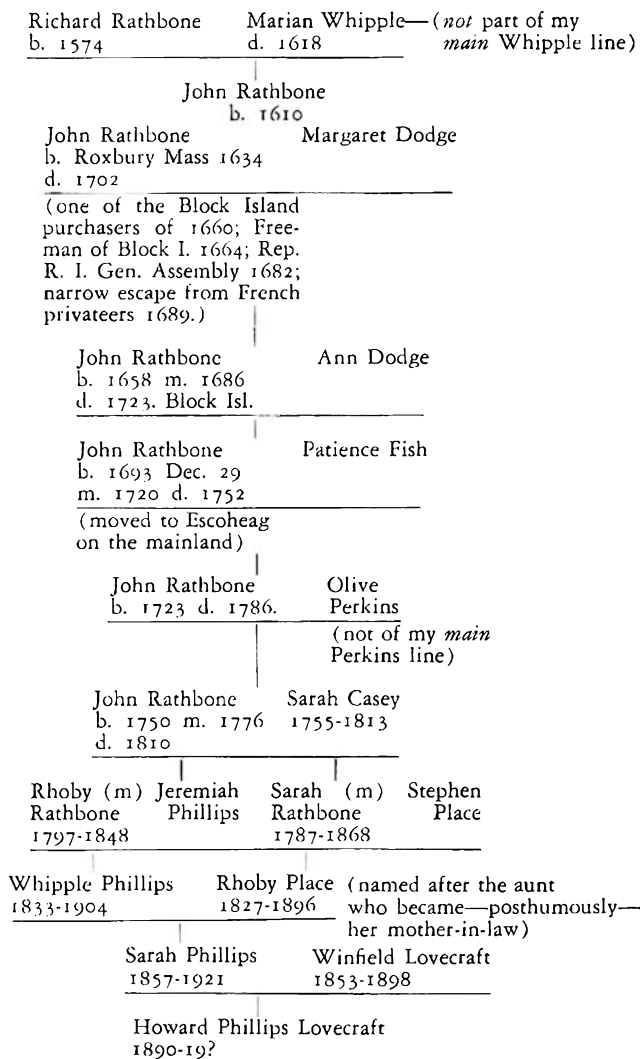 Richard Rathbone Marian Whipple—(not part of my
b. 1574 d. 1618 main Whipple line)
John Rathbone
b. 1610
John Rathbone Margaret Dodge
b. Roxbury Mass 1634
d. 1702
(one of the Block Island
purchasers of 1660; Free-
man of Block I. 1664; Rep.
R. I. Gen. Assembly 1682;
narrow escape from French
privateers 1689.)
John Rathbone Ann Dodge
b. 1658 m. 1686
d. 1723. Block Isl.
John Rathbone Patience Fish
b. 1693 Dec. 29
m. 1720 d. 1752
(moved to Escoheag
on the mainland)
John Rathbone Olive
b. 1723 d. 1786. Perkins
(not of my main
Perkins line)
John Rathbone Sarah Casey
b. 1750 m. 1776 1755-1813
d. 1810
Rhoby (m) Jeremiah Sarah (m) Stephen
Rathbone Phillips Rathbone Place
1797-1848 1787-1868
Whipple Phillips Rhoby Place (named after the aunt
1833-1904 1827-1896 who became—posthumously—
her mother-in-law)
Sarah Phillips Winfield Lovecraft
1857-1921 1853-1898
Howard Phillips Lovecraft
1890-19?